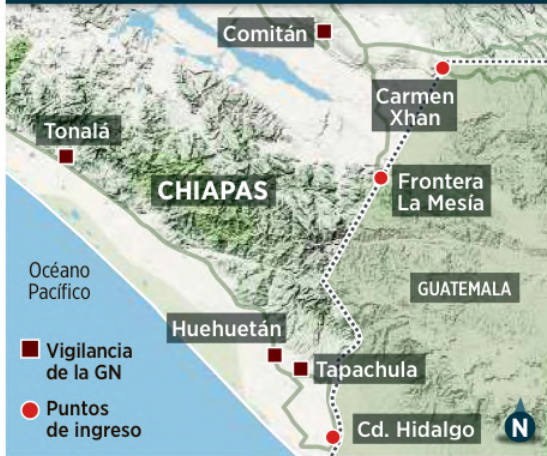 Comitán
Carmen
Xhan
Tonalá
CHIAPAS
Frontera
La Mesía
Océano
Pacífico
GUATEMALA
Huehuetán
Vigilancia
de la GN
Tapachula
Puntos
de ingreso
Cd. Hidalgo
N